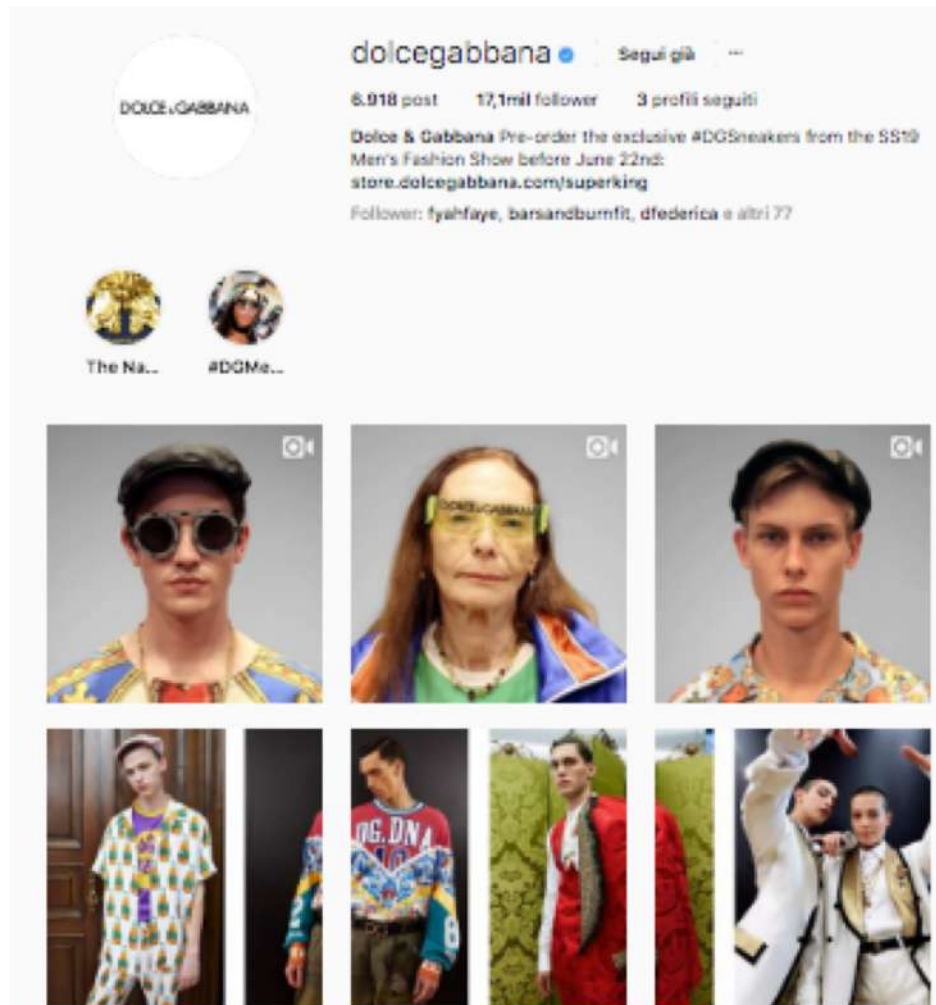 dolcegabbana Segui già ...
DOLCE & GABBANA
6.918 post 17,1mil follower 3 profili seguiti
Dolce & Gabbana Pre-order the exclusive #DGSneakers from the SS19
Men's Fashion Show before June 22nd:
store.dolcegabbana.com/superking
Follower: fyahfaye, barsandburnfit, dfederica e altri 77
The Na...
#DGMe...
DOLCE&GABBANA
DG.DNA